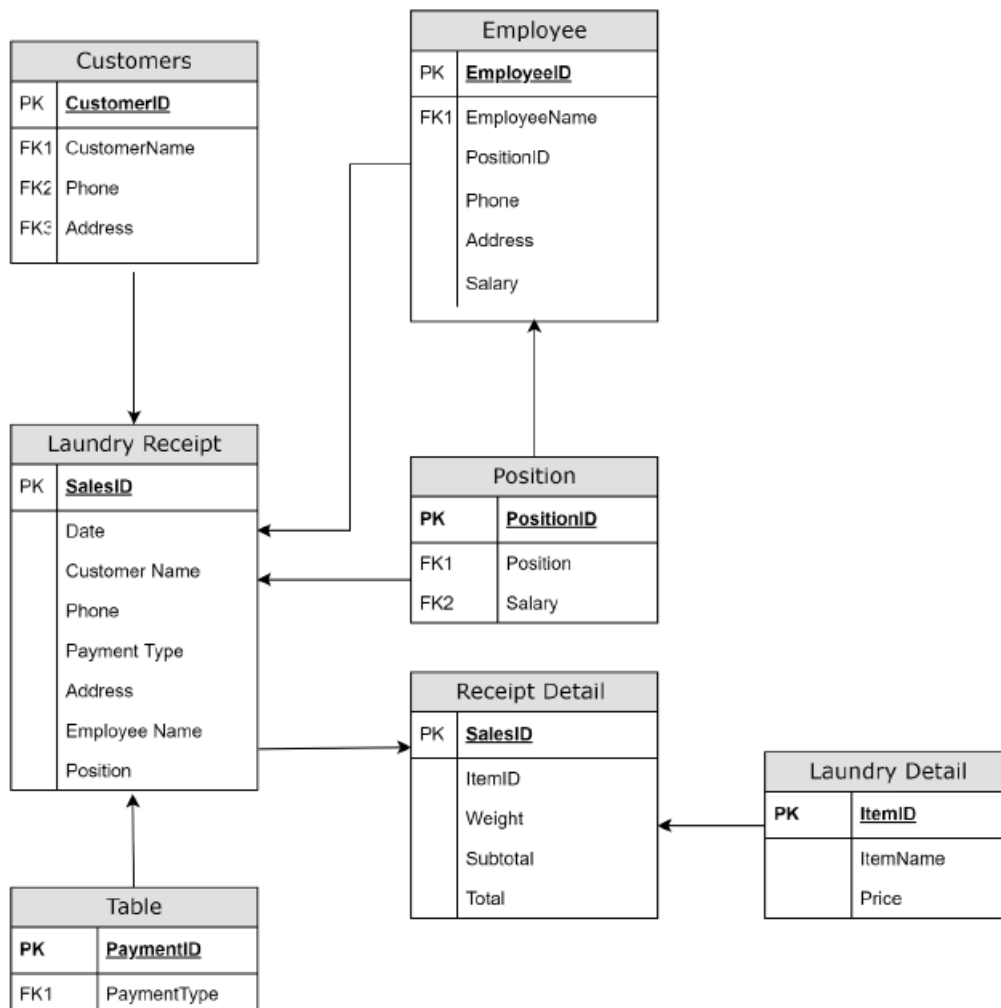 Customers
PK CustomerID
FK1 CustomerName
FK2 Phone
FK3 Address
Employee
PK EmployeeID
FK1 EmployeeName
PositionID
Phone
Address
Salary
Laundry Receipt
PK SalesID
Date
Customer Name
Phone
Payment Type
Address
Employee Name
Position
Position
PK PositionID
FK1 Position
FK2 Salary
Receipt Detail
PK SalesID
ItemID
Weight
Subtotal
Total
Laundry Detail
PK ItemID
ItemName
Price
Table
PK PaymentID
FK1 PaymentType